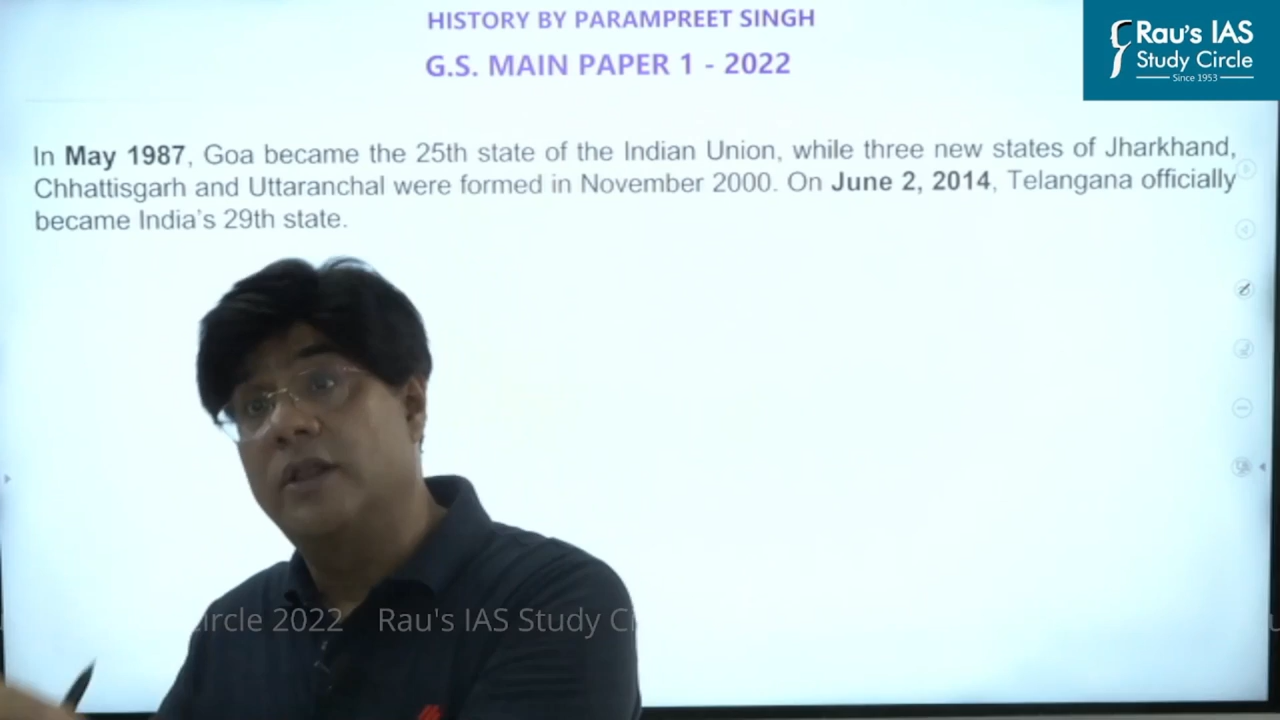 HISTORY BY PARAMPREET SINGH
G.S. MAIN PAPER 1 - 2022
Rau's IAS
Study Circle
Since 1953
In May 1987, Goa became the 25th state of the Indian Union, while three new states of Jharkhand,
Chhattisgarh and Uttaranchal were formed in November 2000. On June 2, 2014, Telangana officially
became India's 29th state.
ircle 2022 Rau's IAS Study Ci